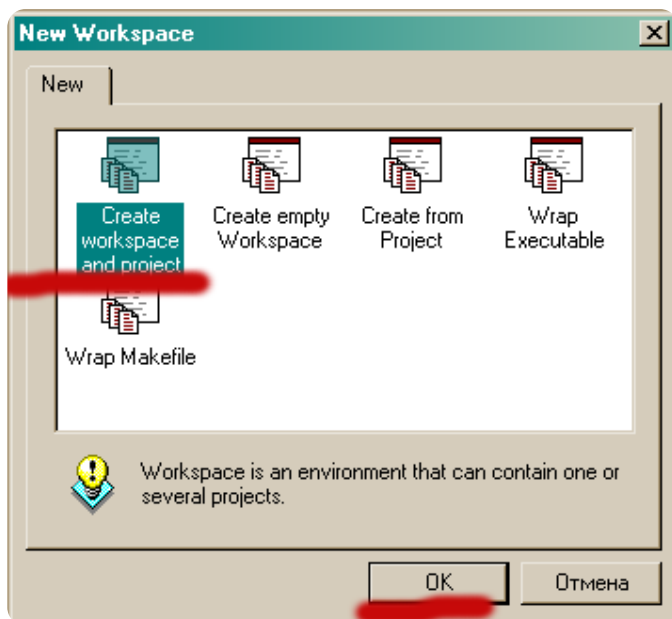 New Workspace
New
Create workspace and project
Create empty Workspace
Create from Project
Wrap Executable
Wrap Makefile
Workspace is an environment that can contain one or
several projects.
OK
Отмена